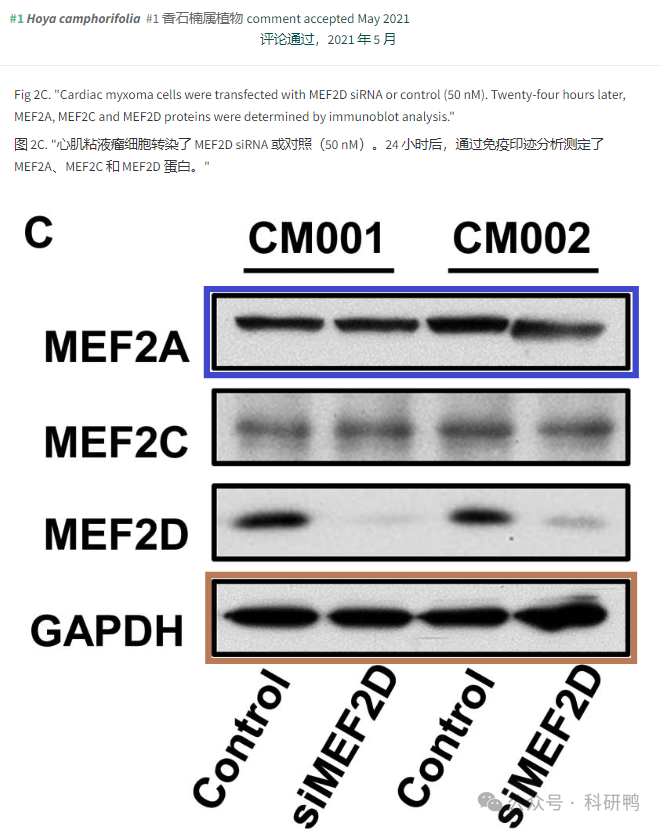 #1 Hoya camphorifolia #1 香石楠属植物 comment accepted May 2021
评论通过，2021 年 5 月
Fig 2C. "Cardiac myxoma cells were transfected with MEF2D siRNA or control (50 nM). Twenty-four hours later,
MEF2A, MEF2C and MEF2D proteins were determined by immunoblot analysis."
图 2C. "心肌粘液瘤细胞转染了 MEF2D siRNA 或对照（50 nM）。24 小时后，通过免疫印迹分析测定了
MEF2A、MEF2C 和 MEF2D 蛋白。"
C
CM001 CM002
MEF2A
MEF2C
MEF2D
GAPDH
Control siMEF2D Control siMEF2D
公众号 · 科研鸭